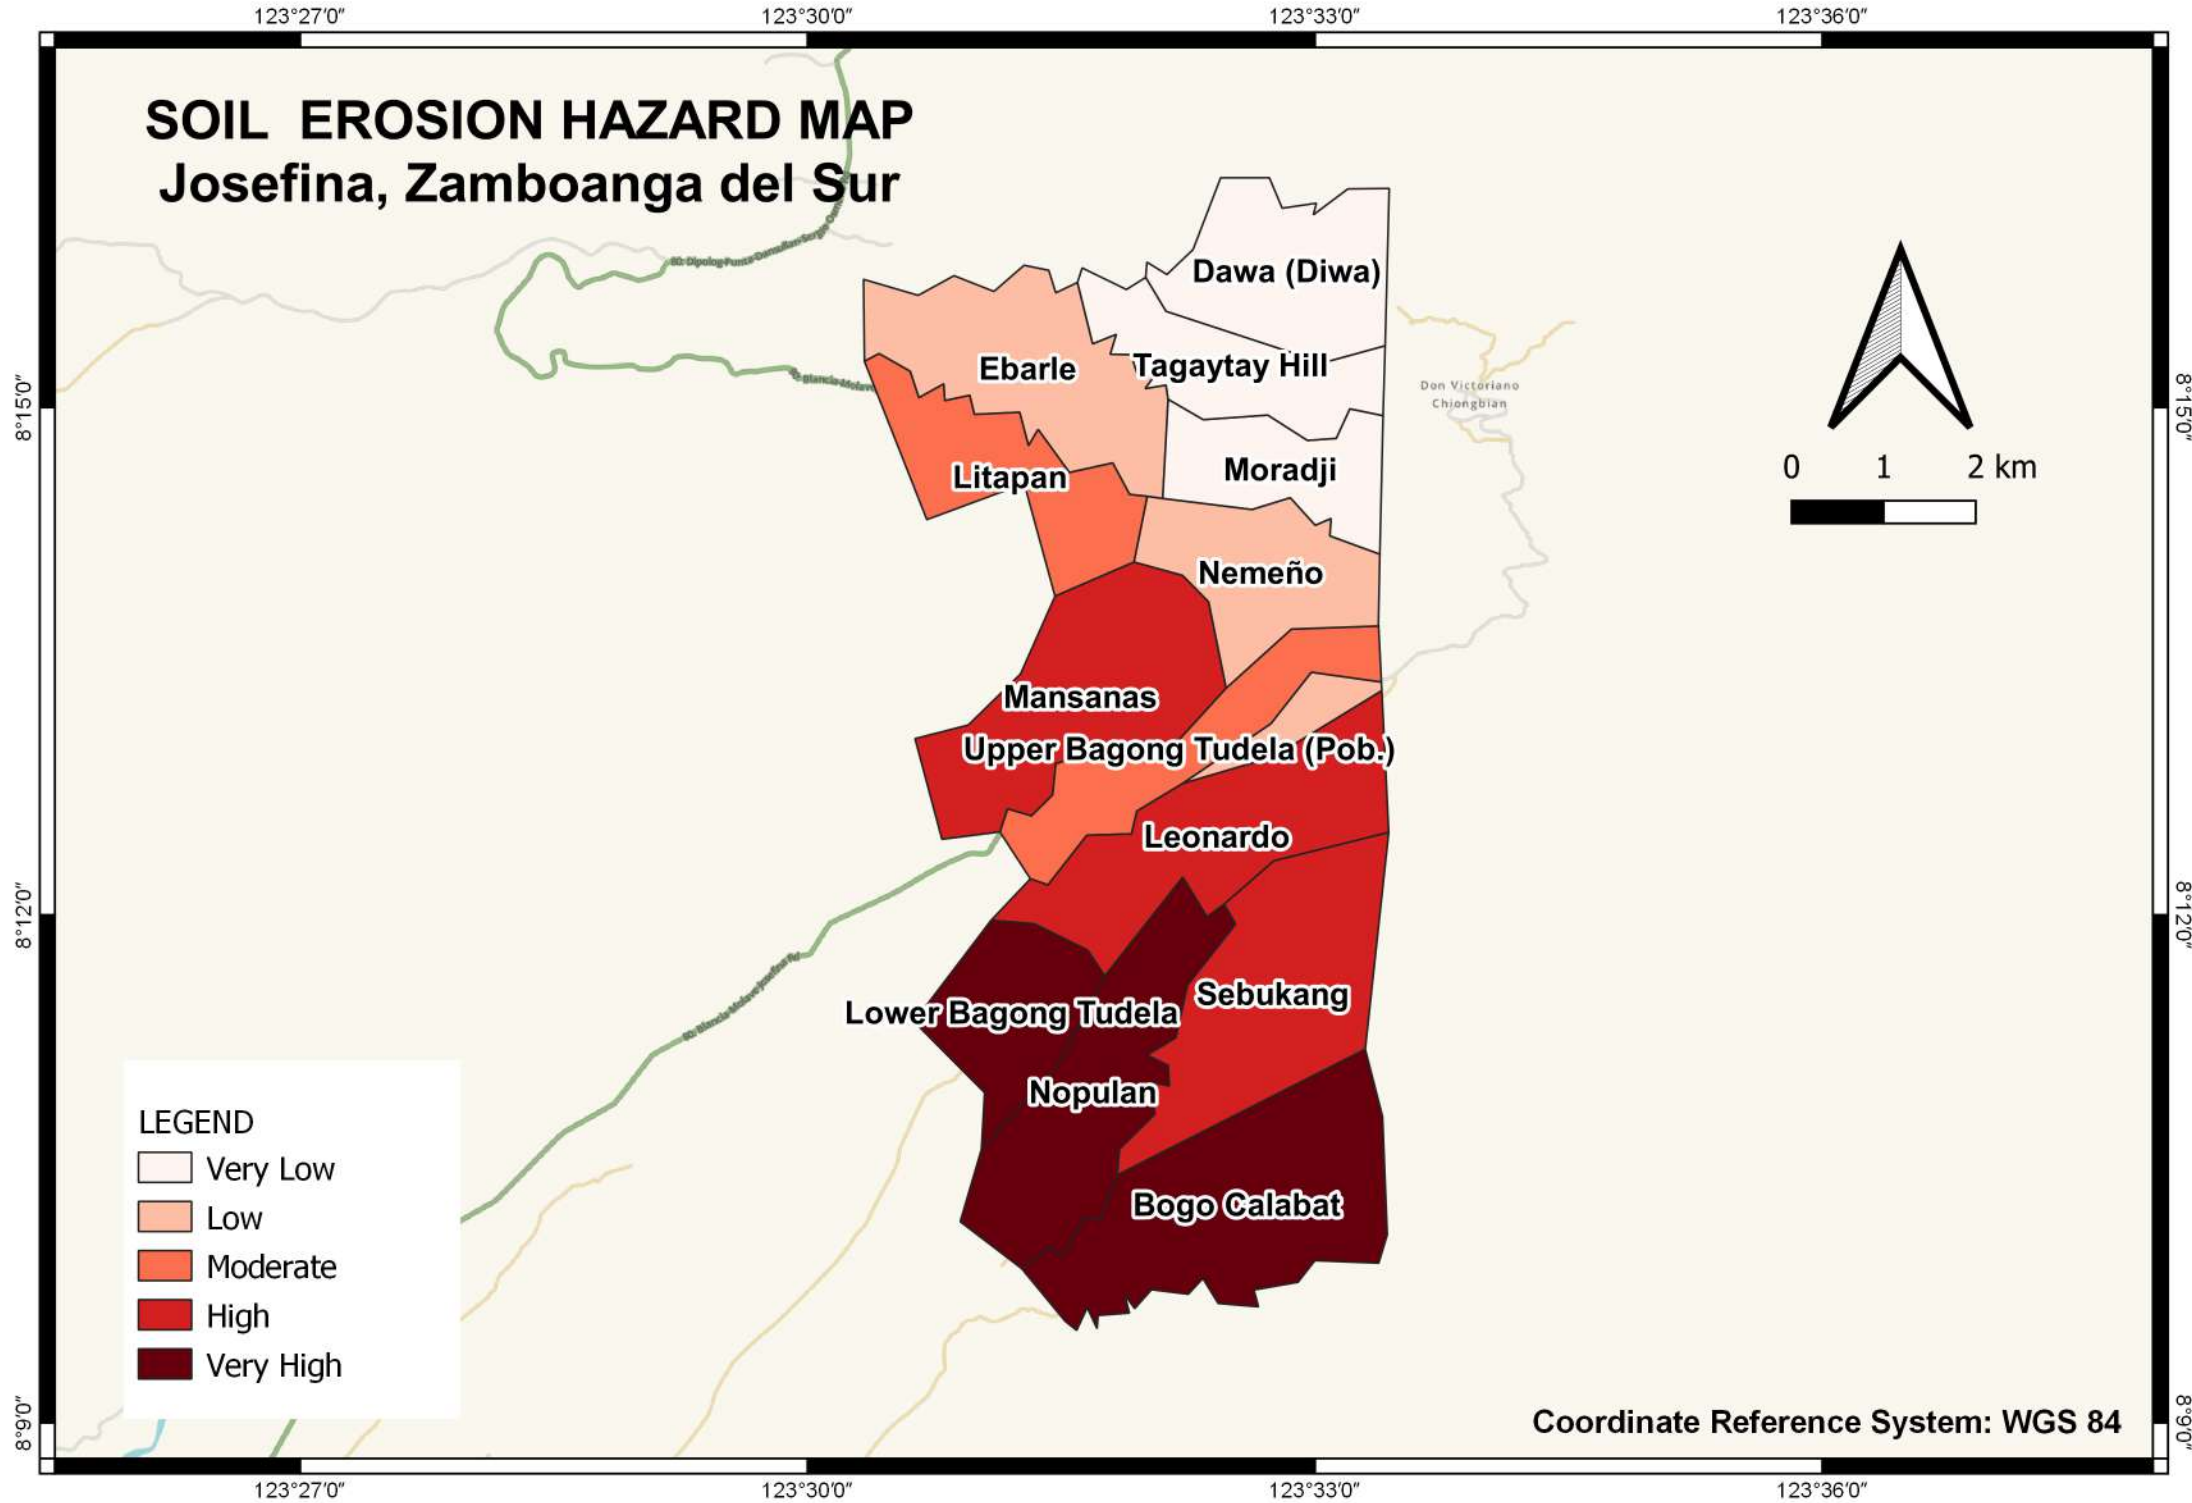 123°27′0″ 123°30′0″ 123°33′0″ 123°36′0″
SOIL EROSION HAZARD MAP
Josefina, Zamboanga del Sur
Dawa (Diwa)
Ebarle
Tagaytay Hill
Don Victoriano
Chiongbian
8°15′0″
8°15′0″
Litapan
Moradji
0 1 2 km
Nemeño
Mansanas
Upper Bagong Tudela (Pob.)
Leonardo
8°12′0″
8°12′0″
Sebukang
Lower Bagong Tudela
Nopulan
Bogo Calabat
LEGEND
Very Low
Low
Moderate
High
Very High
8°9′0″
8°9′0″
Coordinate Reference System: WGS 84
123°27′0″ 123°30′0″ 123°33′0″ 123°36′0″